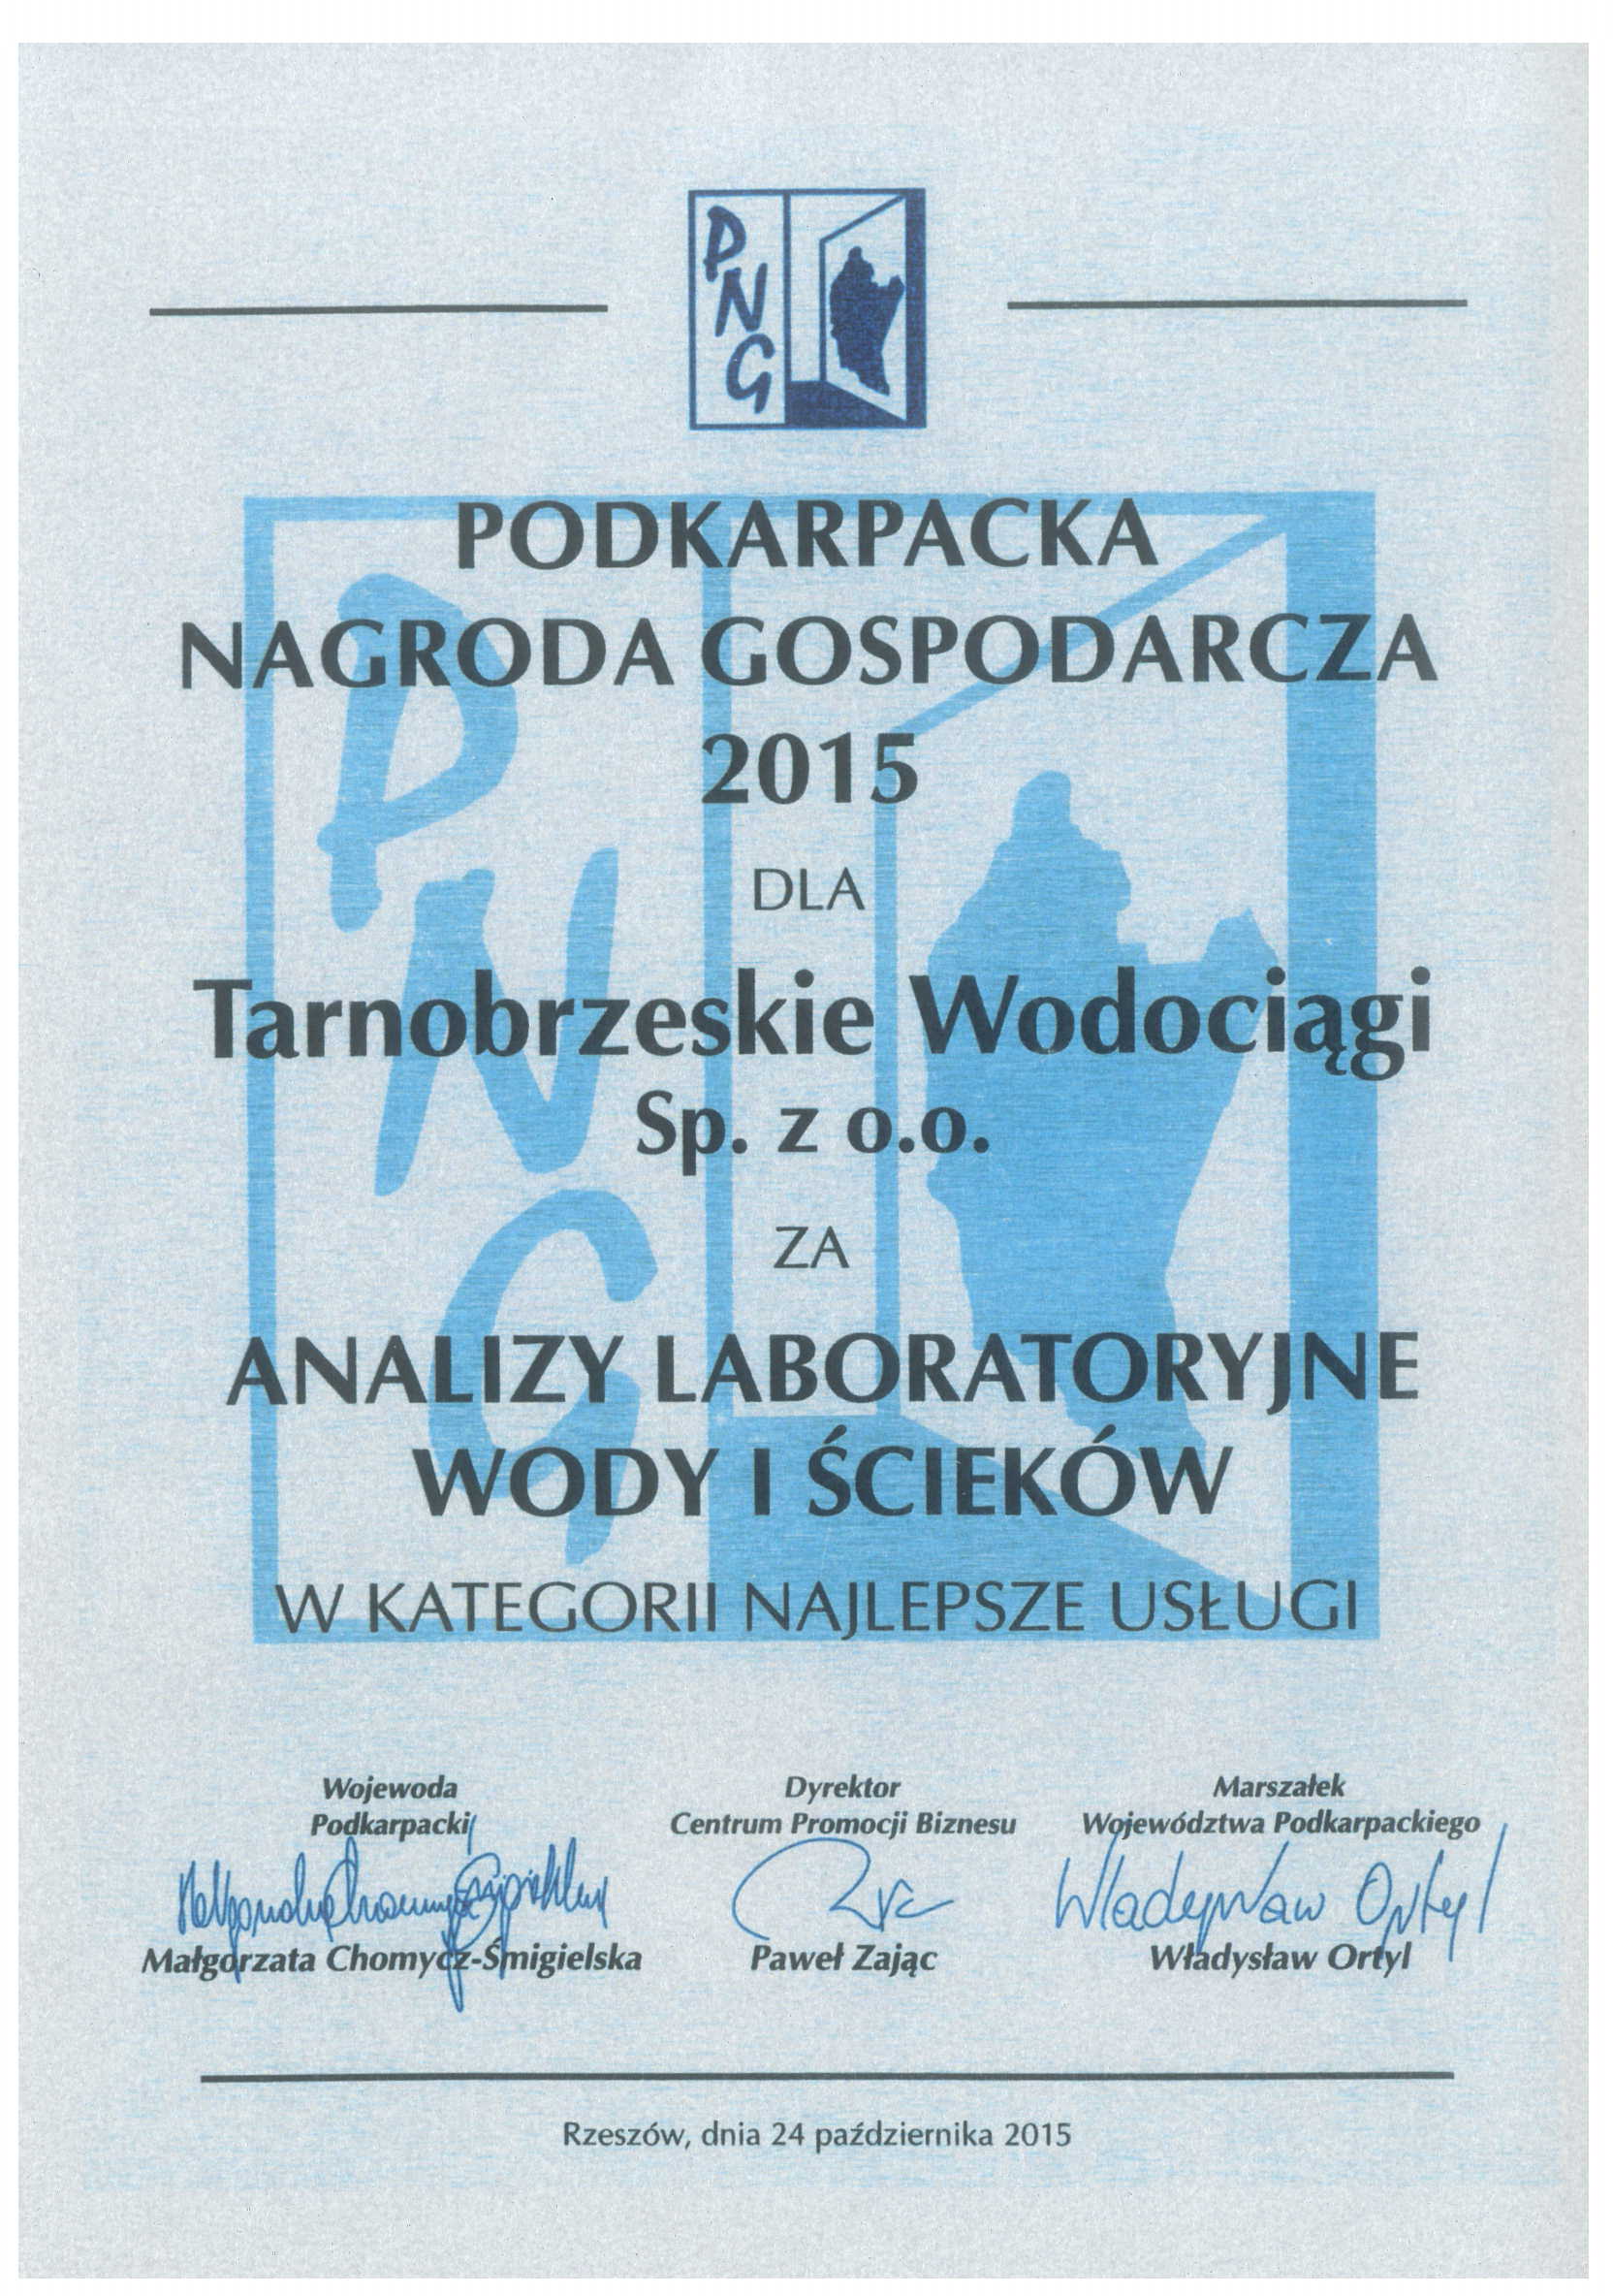 PNG
PODKARPACKA
NAGRODA GOSPODARCZA
2015
DLA
Tarnobrzeskie Wodociągi
Sp. z o.o.
ZA
ANALIZY LABORATORYJNE
WODY I ŚCIEKÓW
W KATEGORII NAJLEPSZE USŁUGI
PNG
Wojewoda
Podkarpacki
Małgorzata Chomycz-Śmigielska
Dyrektor
Centrum Promocji Biznesu
Paweł Zając
Marszałek
Województwa Podkarpackiego
Władysław Ortyl
Władysław Ortyl
Rzeszów, dnia 24 października 2015